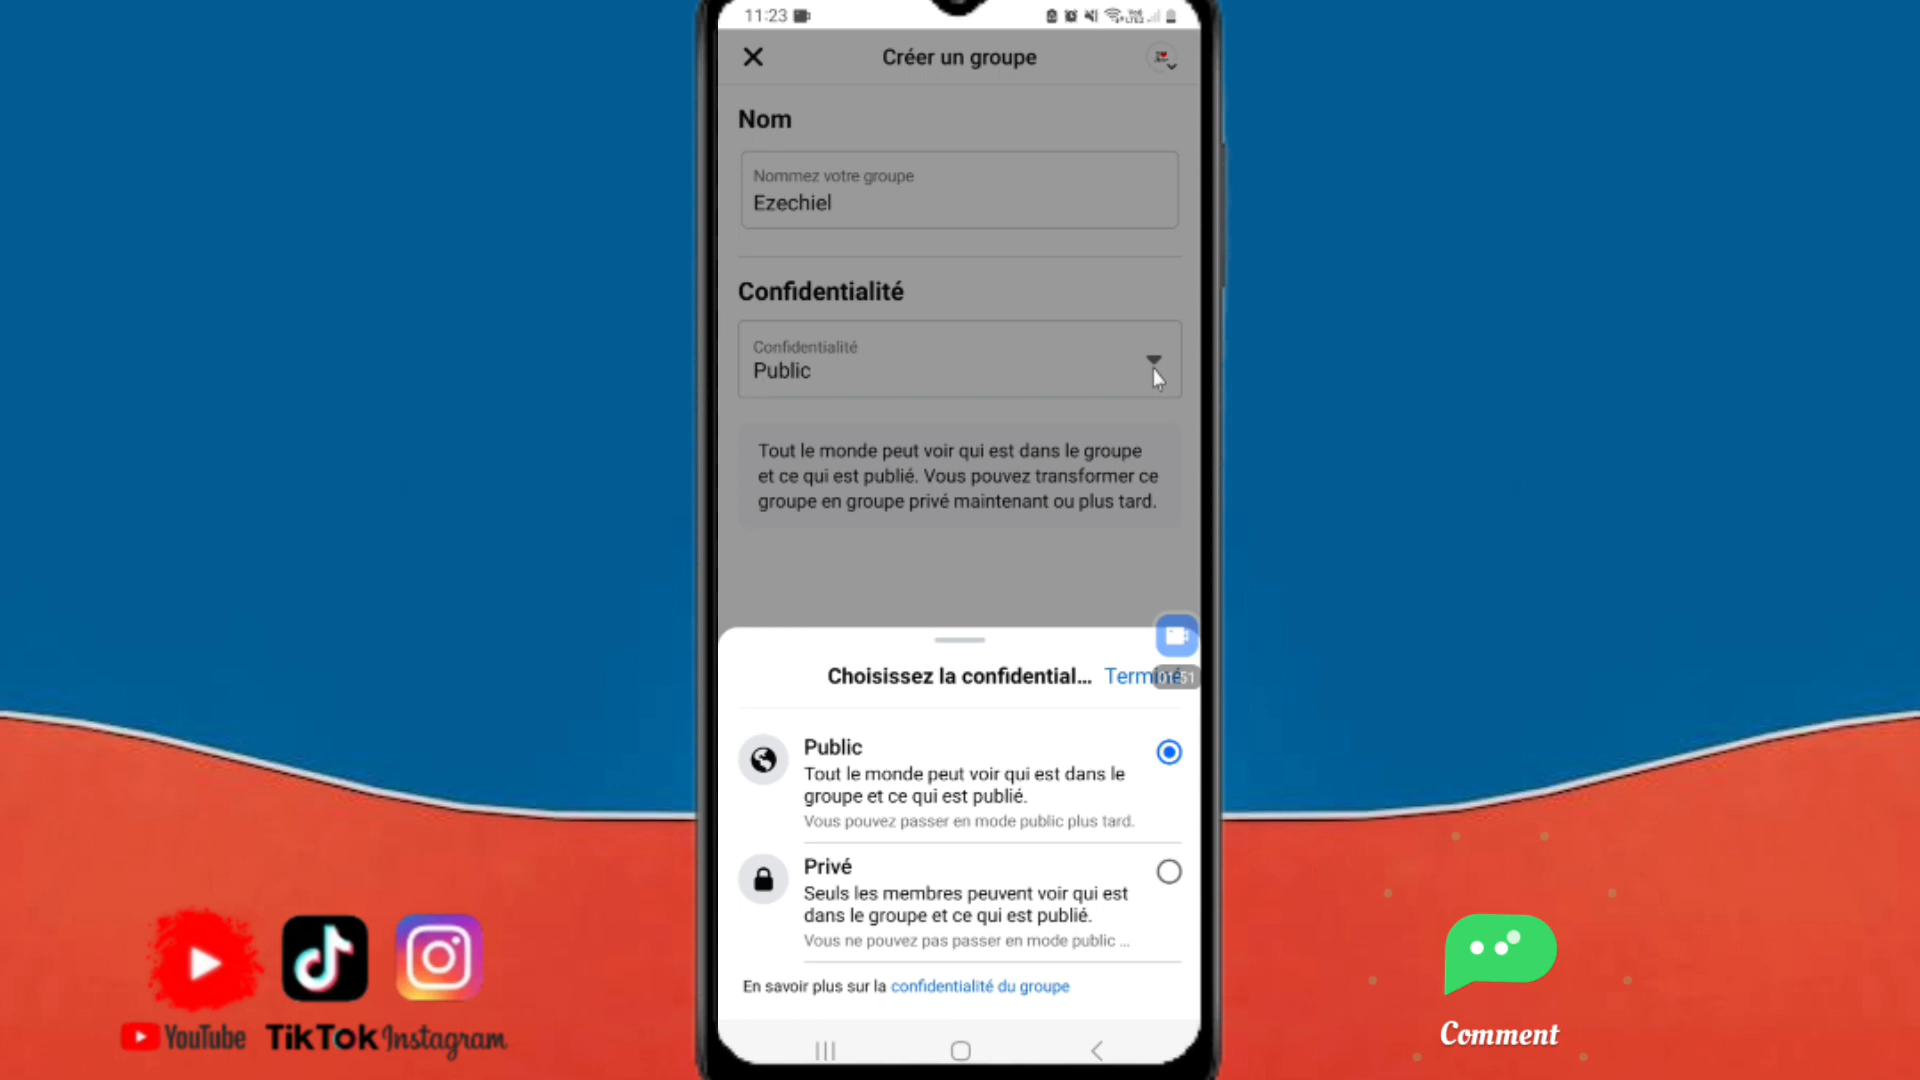 11:23
Créer un groupe
Nom
Nommez votre groupe
Ezechiel
Confidentialité
Confidentialité
Public
Tout le monde peut voir qui est dans le groupe
et ce qui est publié. Vous pouvez transformer ce
groupe en groupe privé maintenant ou plus tard.
Choisissez la confidential... Terminé
Public
Tout le monde peut voir qui est dans le
groupe et ce qui est publié.
Vous pouvez passer en mode public plus tard.
Privé
Seuls les membres peuvent voir qui est
dans le groupe et ce qui est publié.
Vous ne pouvez pas passer en mode public ...
En savoir plus sur la confidentialité du groupe
YouTube
TikTok
Instagram
Comment